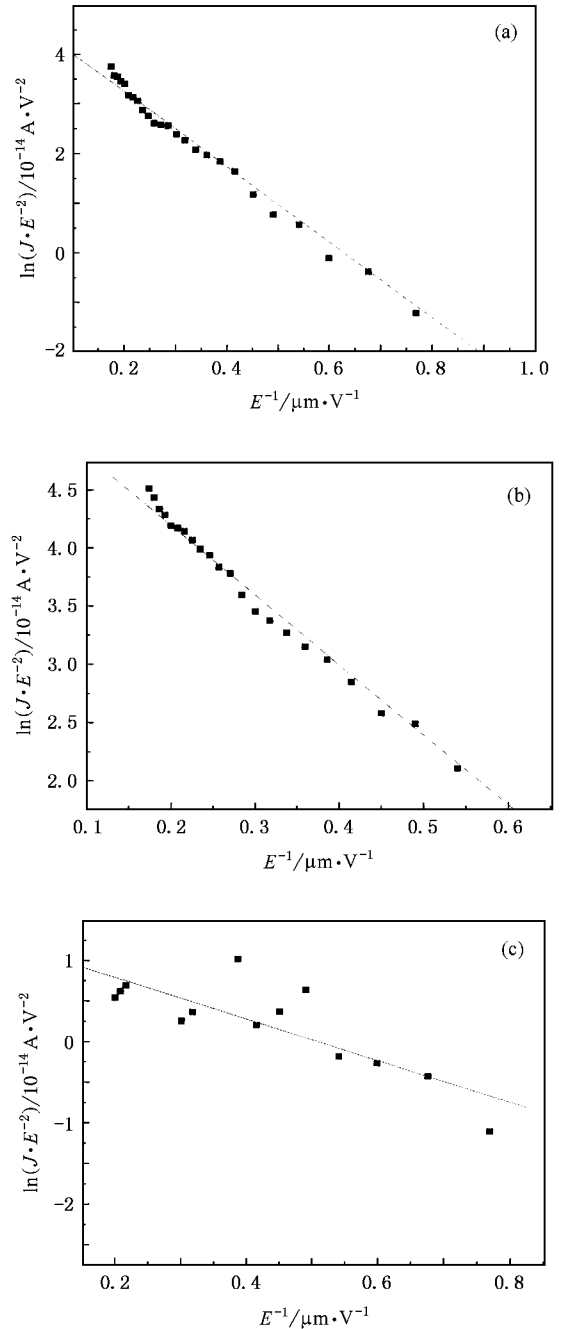 (a)
4
2
0
−2
ln(J·E⁻²)/10⁻¹⁴ A·V⁻²
0.2 0.4 0.6 0.8 1.0
E⁻¹/μm·V⁻¹
(b)
4.5
4.0
3.5
3.0
2.5
2.0
ln(J·E⁻²)/10⁻¹⁴ A·V⁻²
0.1 0.2 0.3 0.4 0.5 0.6
E⁻¹/μm·V⁻¹
(c)
1
0
−1
−2
ln(J·E⁻²)/10⁻¹⁴ A·V⁻²
0.2 0.4 0.6 0.8
E⁻¹/μm·V⁻¹